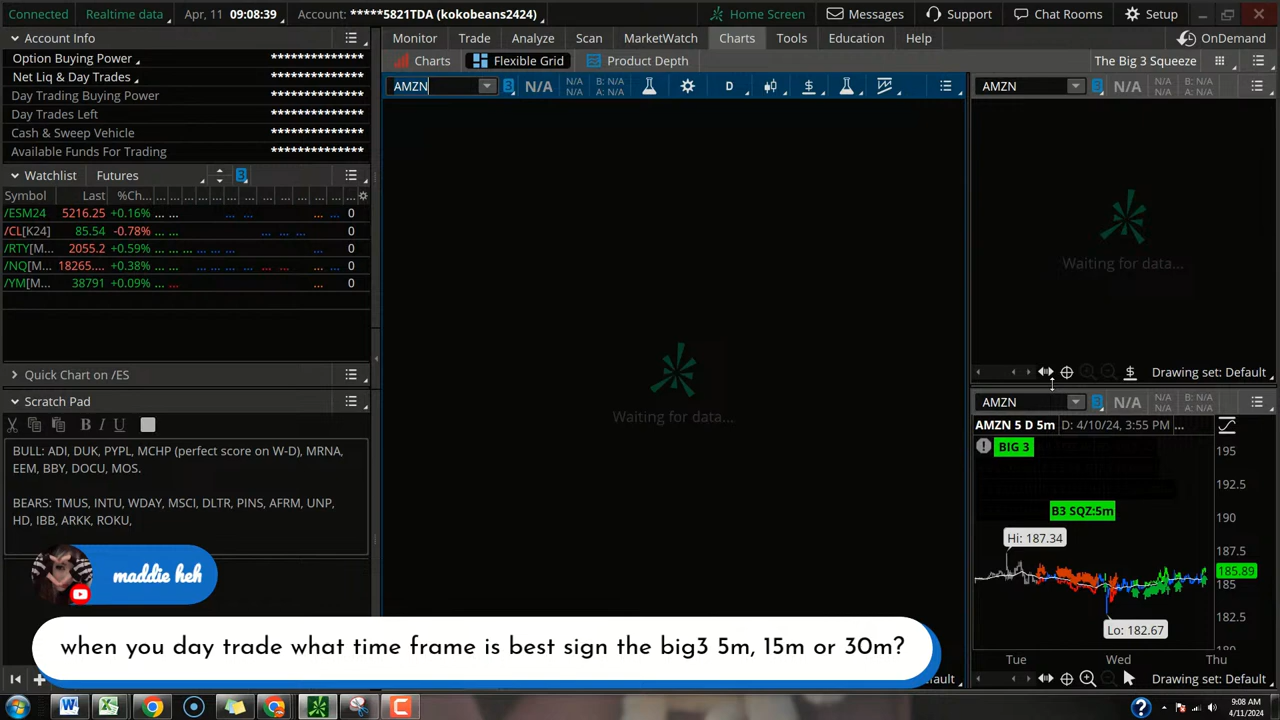 Connected Realtime data Apr, 11 09:08:39 Account: *****5821TDA (kokobeans2424) Home Screen Messages Support Chat Rooms Setup
Account Info
Option Buying Power **************
Net Liq & Day Trades **************
Day Trading Buying Power **************
Day Trades Left **************
Cash & Sweep Vehicle **************
Available Funds For Trading **************
Watchlist Futures 3
Symbol Last %Ch...
/ESM24 5216.25 +0.16% ... ... ... ... ... ... 0
/CL[K24] 85.54 -0.78% ... ... ... 0
/RTY[M... 2055.2 +0.59% ... ... ... ... ... ... 0
/NQ[M... 18265.... +0.38% ... ... ... ... ... ... ... ... ... 0
/YM[M... 38791 +0.09% ... ... ... ... 0
Quick Chart on /ES
Scratch Pad
B I U
BULL: ADI, DUK, PYPL, MCHP (perfect score on W-D), MRNA,
EEM, BBY, DOCU, MOS.
BEARS: TMUS, INTU, WDAY, MSCI, DLTR, PINS, AFRM, UNP,
HD, IBB, ARKK, ROKU,
Monitor Trade Analyze Scan MarketWatch Charts Tools Education Help OnDemand
Charts Flexible Grid Product Depth The Big 3 Squeeze
AMZN 3 N/A N/A N/A B: N/A A: N/A D
Waiting for data...
AMZN 3 N/A N/A N/A B: N/A A: N/A
Waiting for data...
Drawing set: Default
AMZN 3 N/A N/A N/A B: N/A A: N/A
AMZN 5 D 5m D: 4/10/24, 3:55 PM ...
BIG 3
B3 SQZ:5m
Hi: 187.34
Lo: 182.67
195
192.5
190
187.5
185.89
185
182.5
180
Tue Wed Thu
Drawing set: Default
maddie heh
when you day trade what time frame is best sign the big3 5m, 15m or 30m?
efault
9:08 AM
4/11/2024